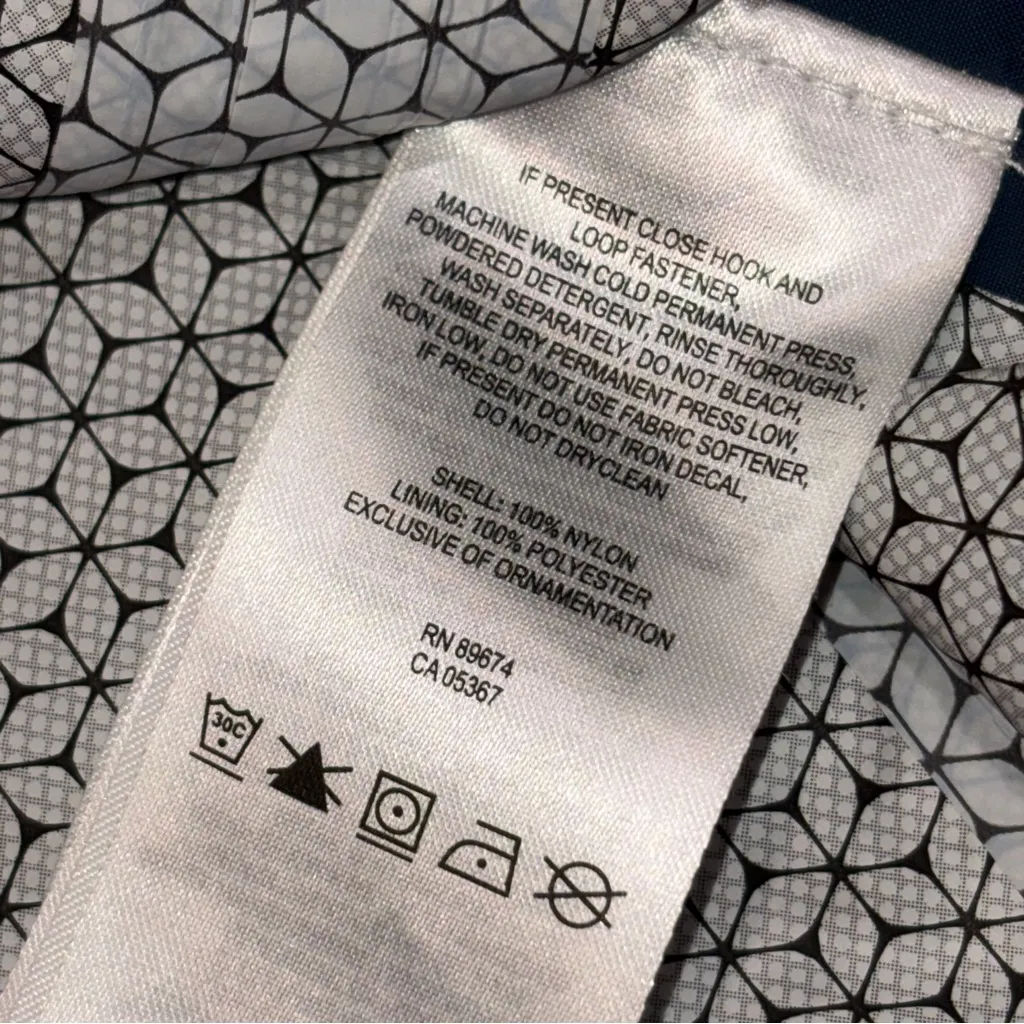 IF PRESENT CLOSE HOOK AND
LOOP FASTENER,
MACHINE WASH COLD PERMANENT PRESS,
POWDERED DETERGENT, RINSE THOROUGHLY,
WASH SEPARATELY, DO NOT BLEACH,
TUMBLE DRY PERMANENT PRESS LOW,
IRON LOW, DO NOT USE FABRIC SOFTENER,
IF PRESENT DO NOT IRON DECAL,
DO NOT DRYCLEAN
SHELL: 100% NYLON
LINING: 100% POLYESTER
EXCLUSIVE OF ORNAMENTATION
RN 89674
CA 05367
30C